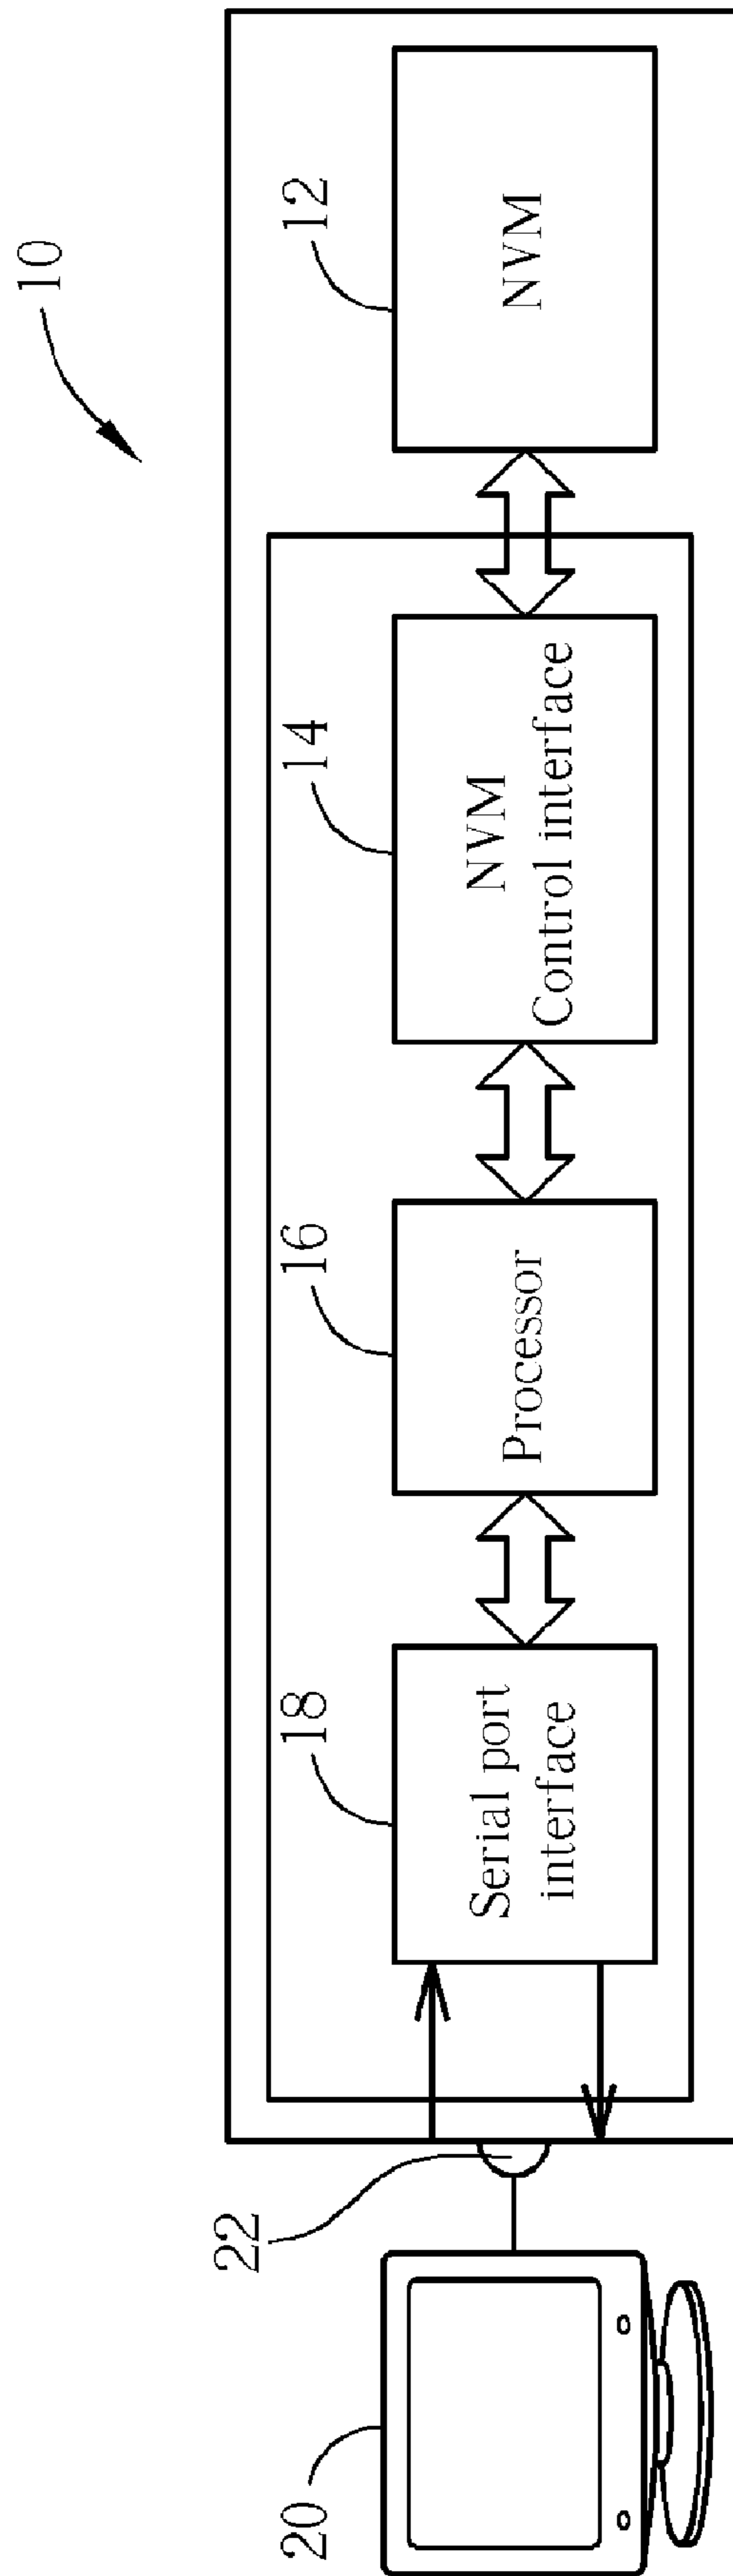 10
20
22
18
16
14
12
Serial port
interface
Processor
NVM
Control interface
NVM